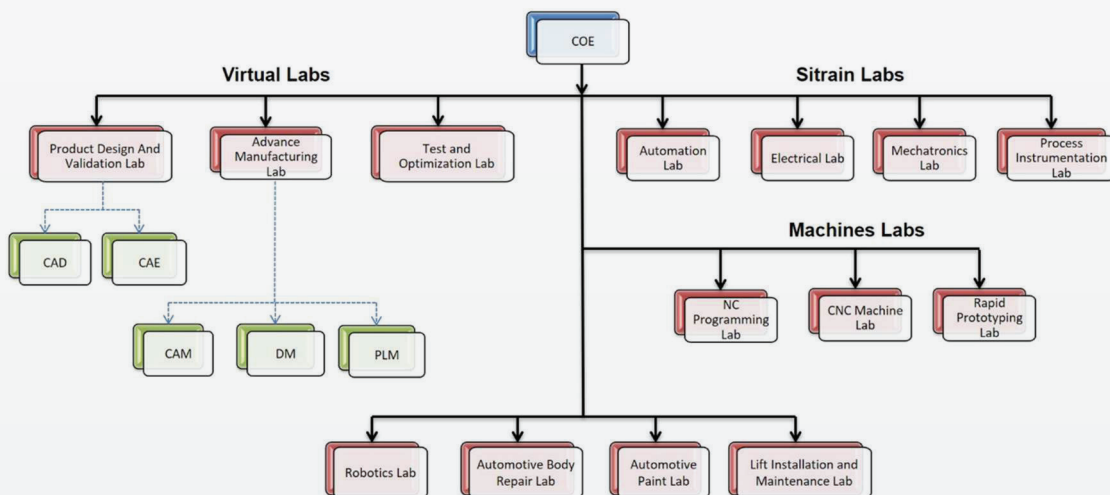 COE
Virtual Labs
Sitrain Labs
Product Design And
Validation Lab
Advance
Manufacturing
Lab
Test and
Optimization Lab
Automation
Lab
Electrical Lab
Mechatronics
Lab
Process
Instrumentation
Lab
CAD
CAE
Machines Labs
NC
Programming
Lab
CNC Machine
Lab
Rapid
Prototyping
Lab
CAM
DM
PLM
Robotics Lab
Automotive Body
Repair Lab
Automotive
Paint Lab
Lift Installation and
Maintenance Lab